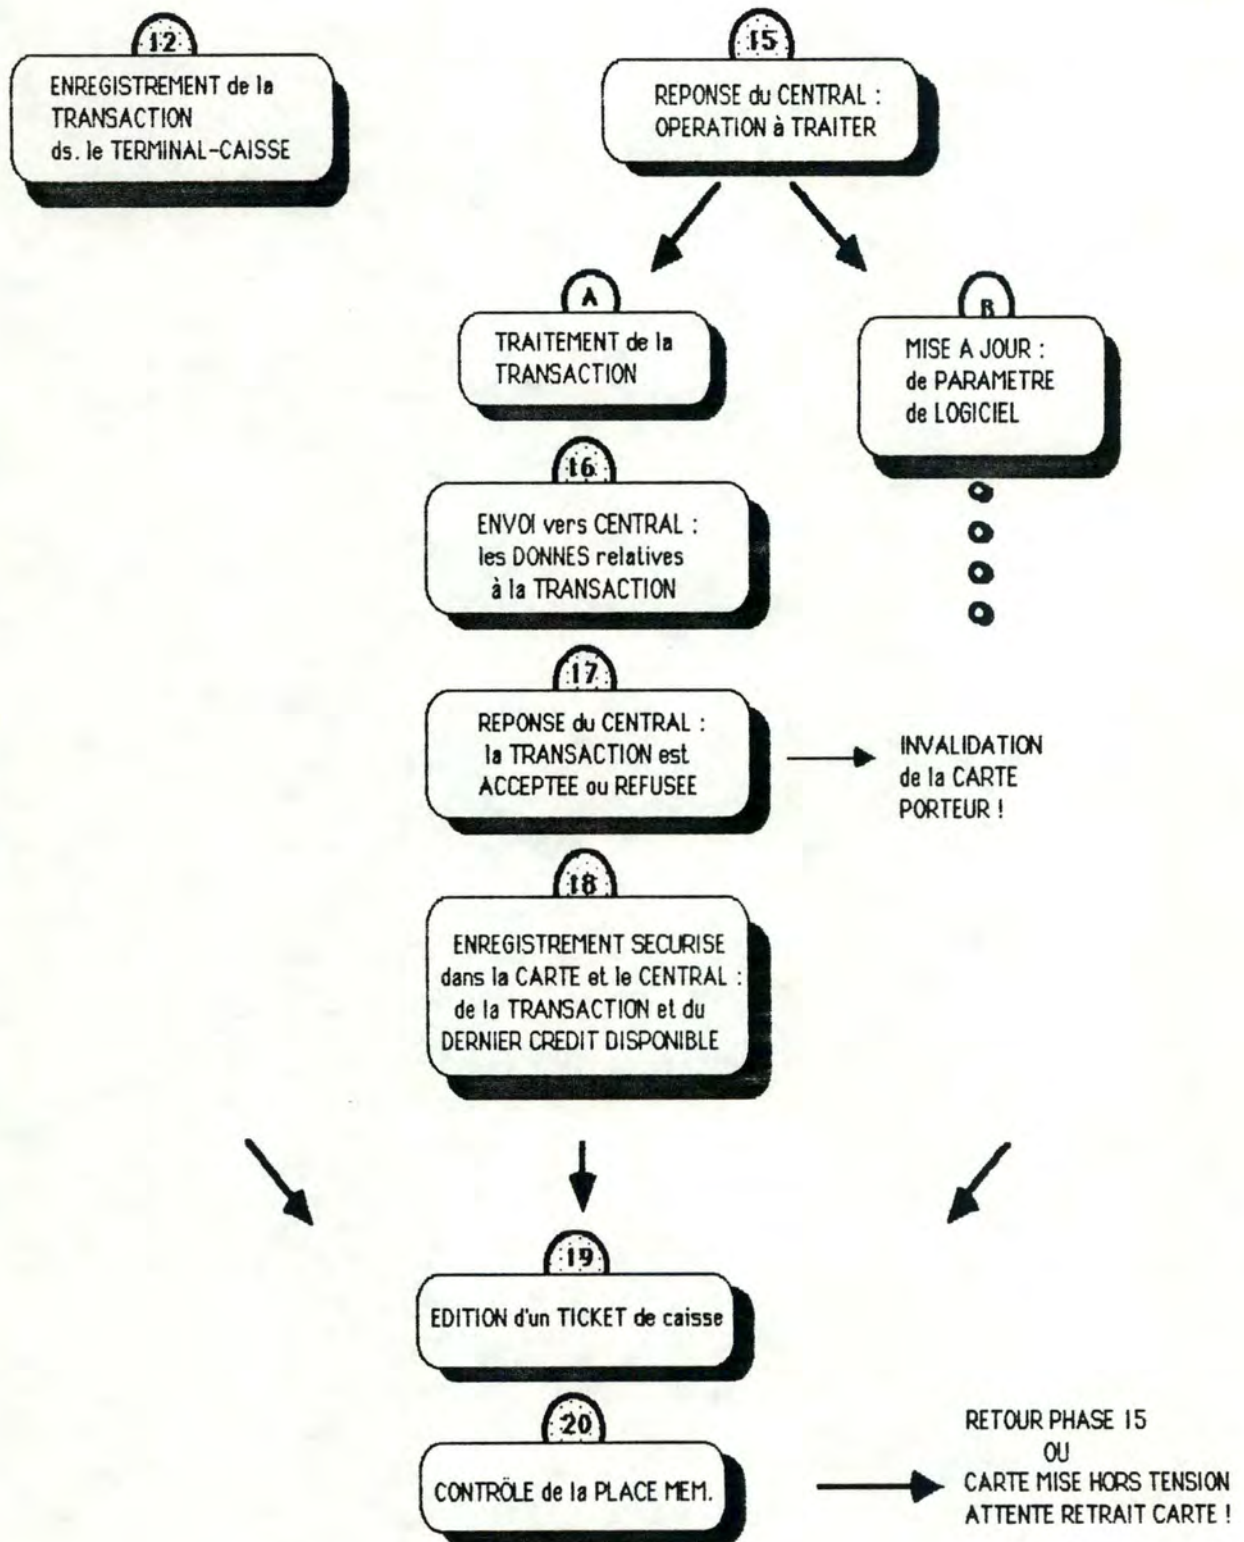 12
ENREGISTREMENT de la
TRANSACTION
ds. le TERMINAL-CAISSE
15
REPONSE du CENTRAL :
OPERATION à TRAITER
A
TRAITEMENT de la
TRANSACTION
B
MISE A JOUR :
de PARAMETRE
de LOGICIEL
16
ENVOI vers CENTRAL :
les DONNES relatives
à la TRANSACTION
17
REPONSE du CENTRAL :
la TRANSACTION est
ACCEPTEE ou REFUSEE
INVALIDATION
de la CARTE
PORTEUR !
18
ENREGISTREMENT SECURISE
dans la CARTE et le CENTRAL :
de la TRANSACTION et du
DERNIER CREDIT DISPONIBLE
19
EDITION d'un TICKET de caisse
20
CONTRÔLE de la PLACE MEM.
RETOUR PHASE 15
OU
CARTE MISE HORS TENSION
ATTENTE RETRAIT CARTE !